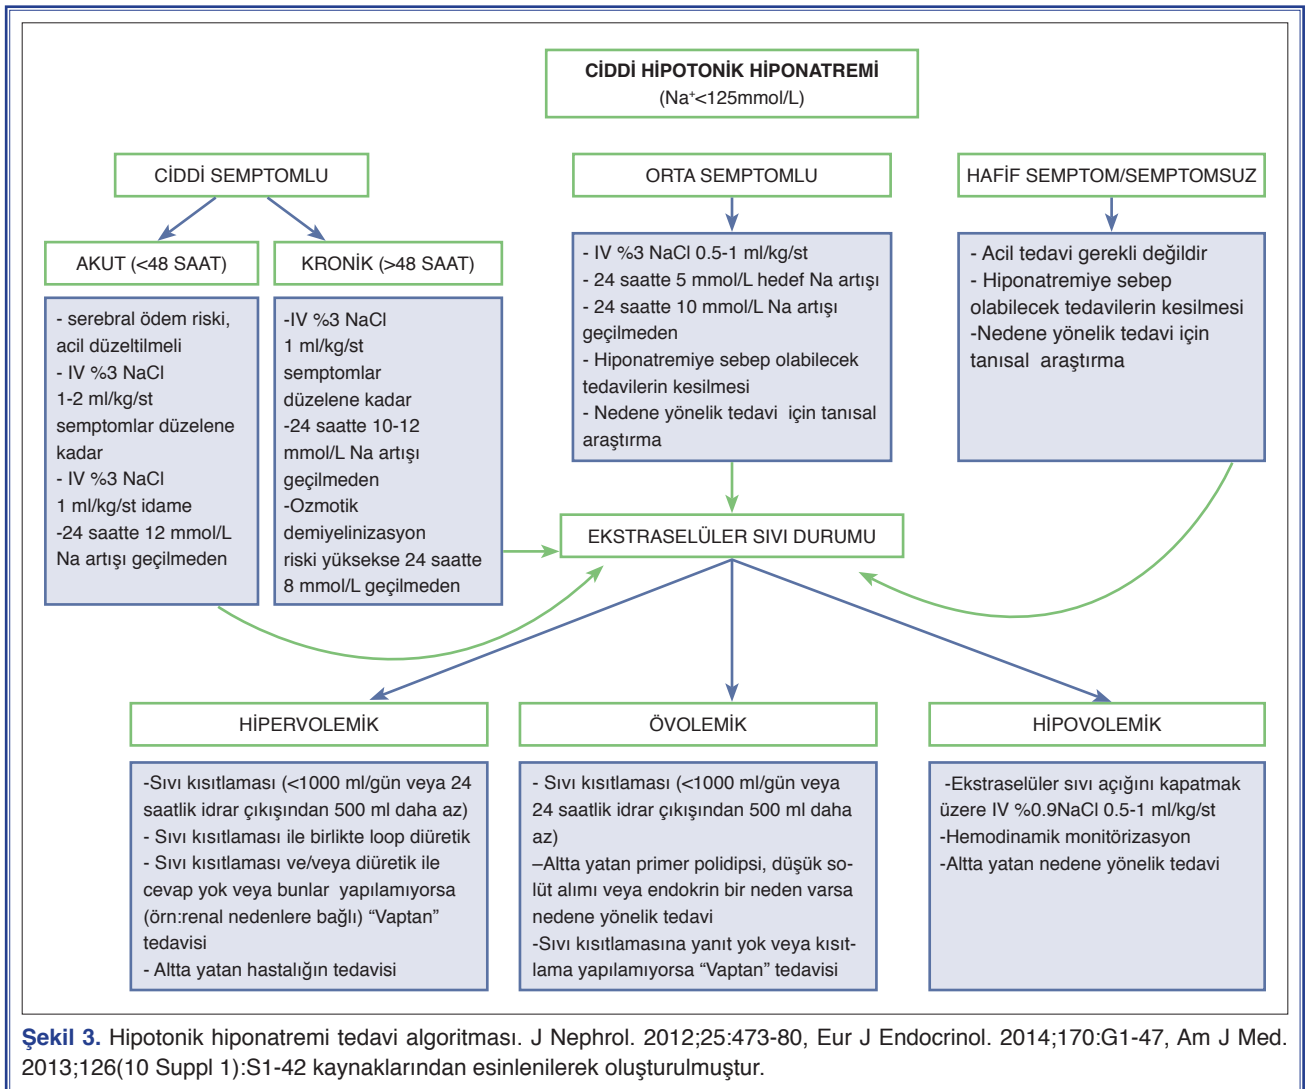 CİDDİ HİPOTONİK HİPONATREMİ
(Na⁺<125mmol/L)
CİDDİ SEMPTOMLU
ORTA SEMPTOMLU
HAFİF SEMPTOM/SEMPTOMSUZ
AKUT (<48 SAAT)
KRONİK (>48 SAAT)
- serebral ödem riski,
acil düzeltilmeli
- IV %3 NaCl
1-2 ml/kg/st
semptomlar düzelene
kadar
- IV %3 NaCl
1 ml/kg/st idame
-24 saatte 12 mmol/L
Na artışı geçilmeden
-IV %3 NaCl
1 ml/kg/st
semptomlar
düzelene kadar
-24 saatte 10-12
mmol/L Na artışı
geçilmeden
-Ozmotik
demiyelinizasyon
riski yüksekse 24 saatte
8 mmol/L geçilmeden
- IV %3 NaCl 0.5-1 ml/kg/st
- 24 saatte 5 mmol/L hedef Na artışı
- 24 saatte 10 mmol/L Na artışı
geçilmeden
- Hiponatremiye sebep olabilecek
tedavilerin kesilmesi
- Nedene yönelik tedavi için tanısal
araştırma
- Acil tedavi gerekli değildir
- Hiponatremiye sebep
olabilecek tedavilerin kesilmesi
-Nedene yönelik tedavi için
tanısal araştırma
EKSTRASELÜLER SIVI DURUMU
HİPERVOLEMİK
ÖVOLEMİK
HİPOVOLEMİK
-Sıvı kısıtlaması (<1000 ml/gün veya 24
saatlik idrar çıkışından 500 ml daha az)
- Sıvı kısıtlaması ile birlikte loop diüretik
- Sıvı kısıtlaması ve/veya diüretik ile
cevap yok veya bunlar yapılamıyorsa
(örn:renal nedenlere bağlı) “Vaptan”
tedavisi
- Altta yatan hastalığın tedavisi
- Sıvı kısıtlaması (<1000 ml/gün veya
24 saatlik idrar çıkışından 500 ml daha
az)
–Altta yatan primer polidipsi, düşük so-
lüt alımı veya endokrin bir neden varsa
nedene yönelik tedavi
-Sıvı kısıtlamasına yanıt yok veya kısıt-
lama yapılamıyorsa “Vaptan” tedavisi
-Ekstraselüler sıvı açığını kapatmak
üzere IV %0.9NaCl 0.5-1 ml/kg/st
-Hemodinamik monitörizasyon
-Altta yatan nedene yönelik tedavi
Şekil 3. Hipotonik hiponatremi tedavi algoritması. J Nephrol. 2012;25:473-80, Eur J Endocrinol. 2014;170:G1-47, Am J Med.
2013;126(10 Suppl 1):S1-42 kaynaklarından esinlenilerek oluşturulmuştur.